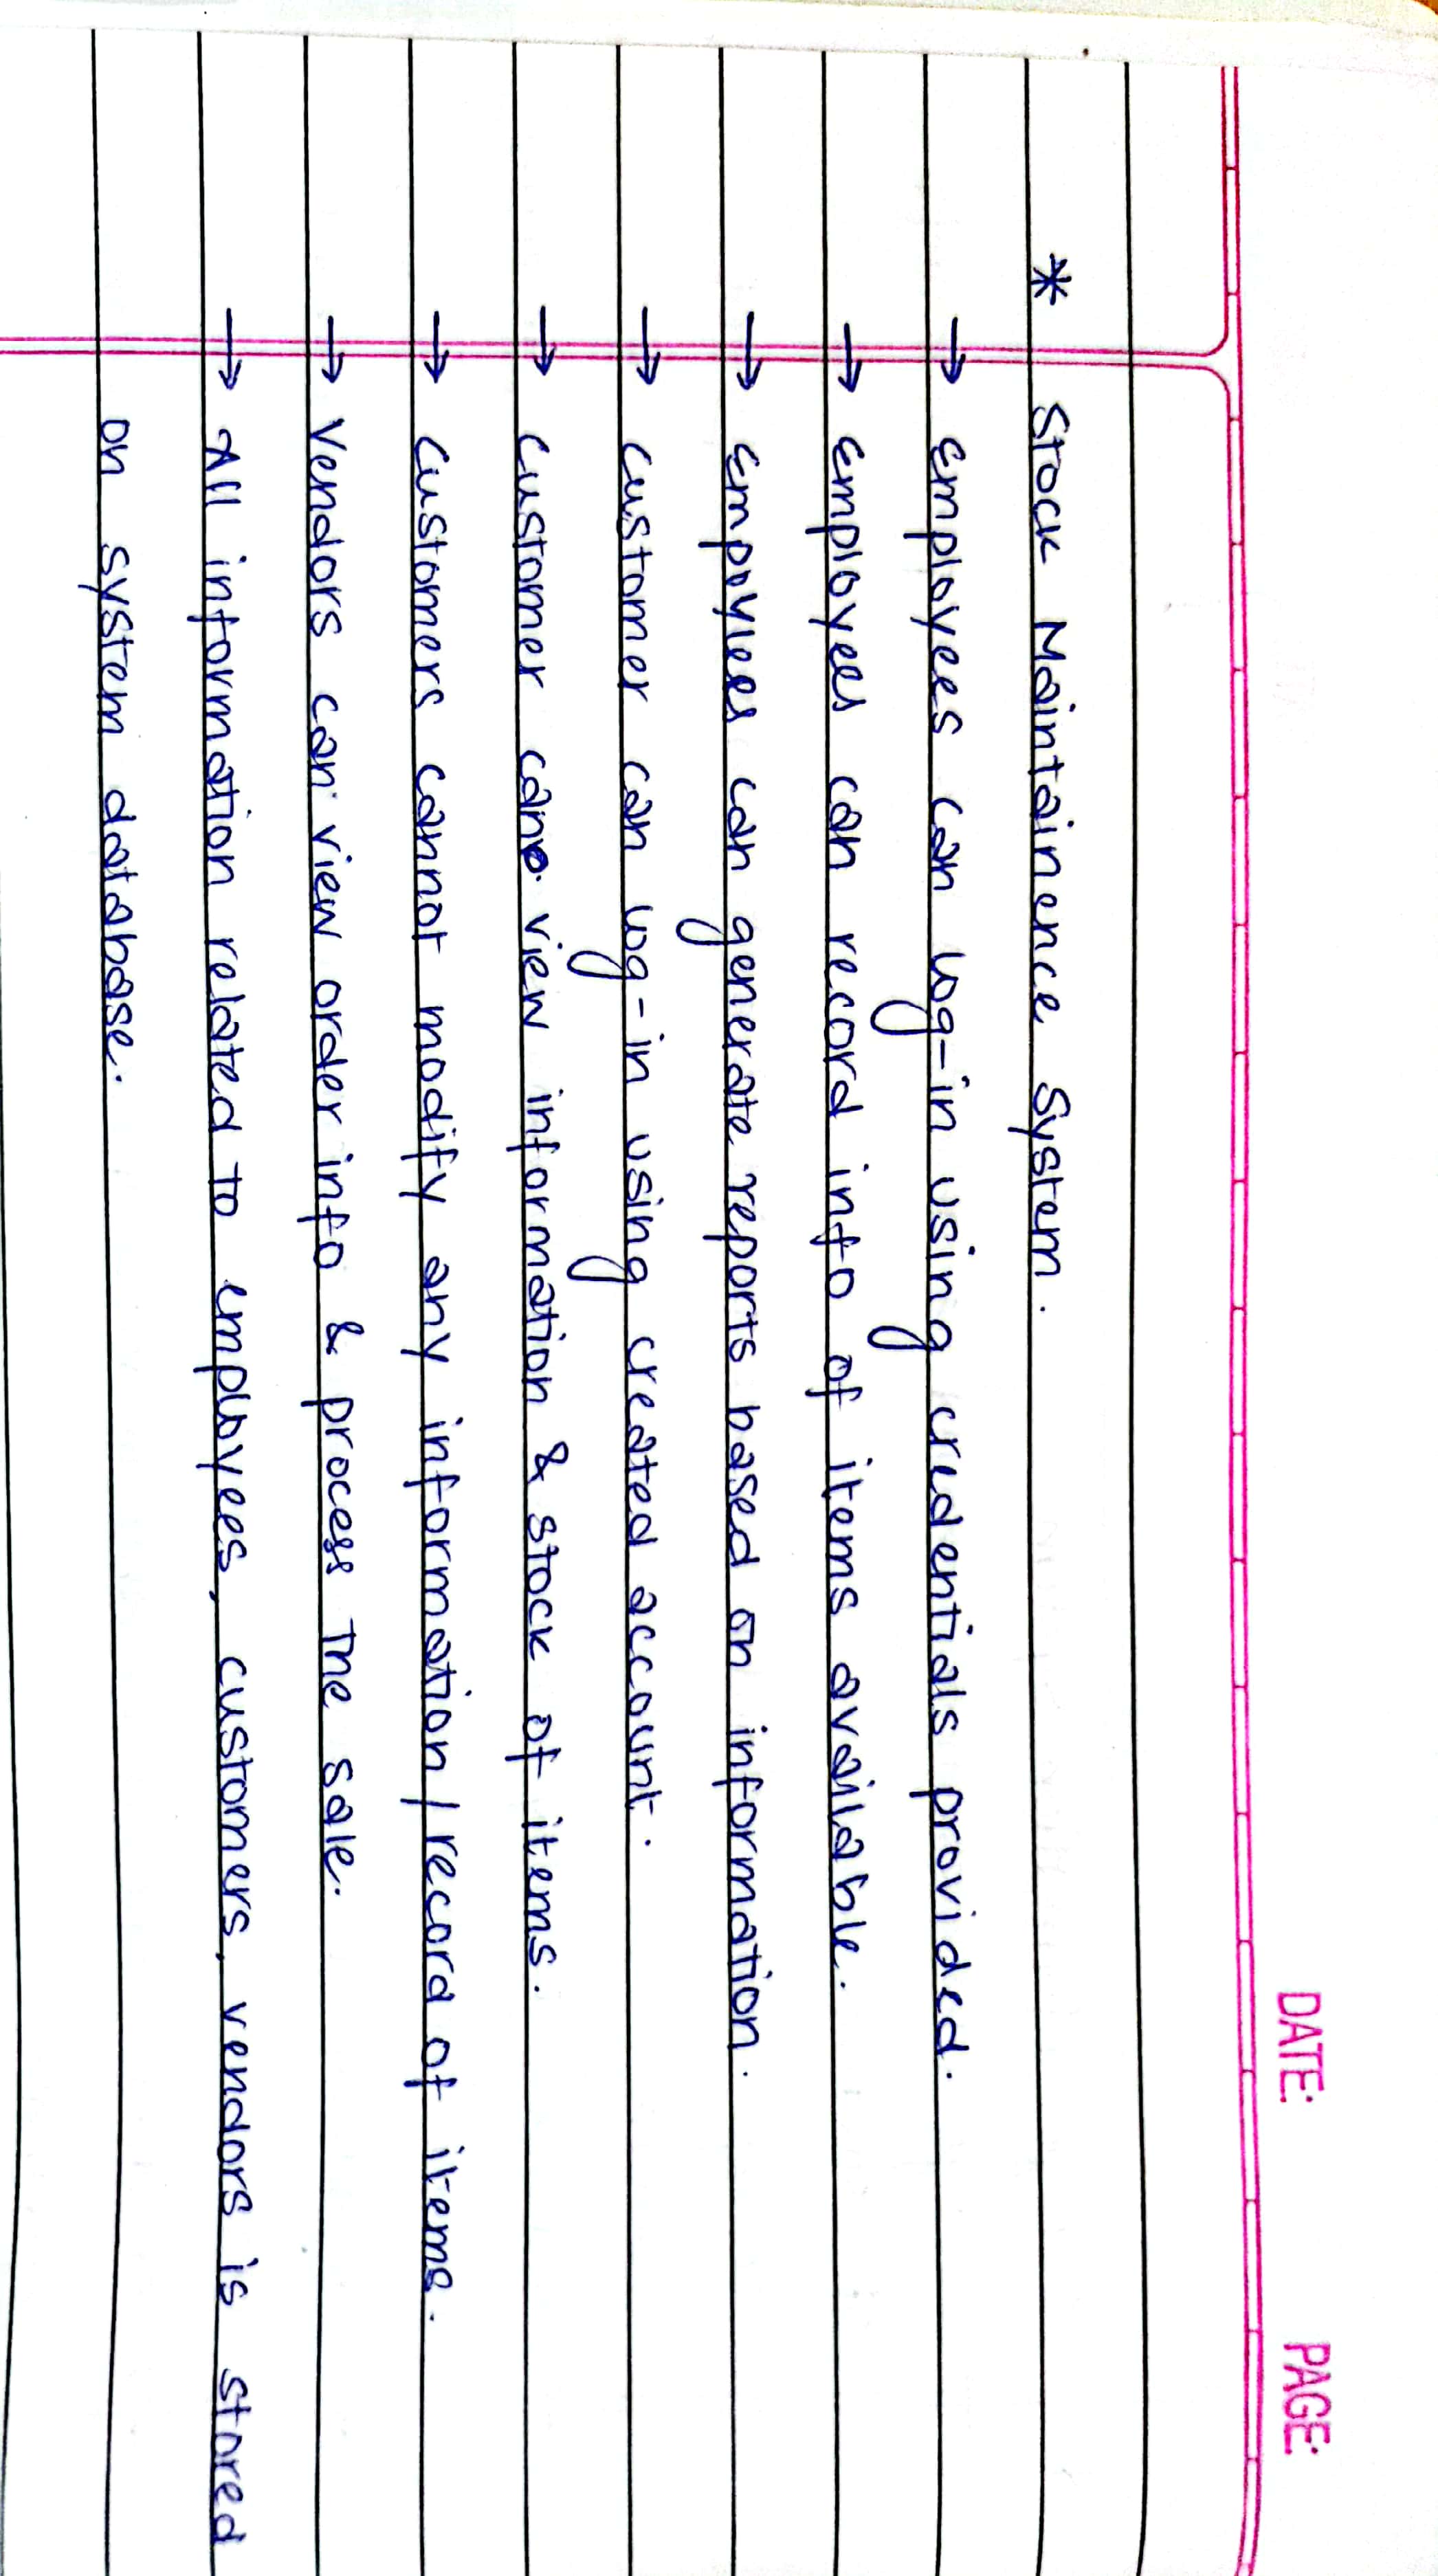 DATE: PAGE:
* Stock Maintainence System.
→ Employees can log-in using credentials provided.
→ Employees can record info of items available.
→ Empoyees can generate reports based on information.
→ Customer can log-in using created account.
→ Customer can view information & stock of items.
→ Customers cannot modify any information / record of items.
→ Vendors can view order info & process the sale.
→ All information related to employees, customers, vendors is stored
on system database.